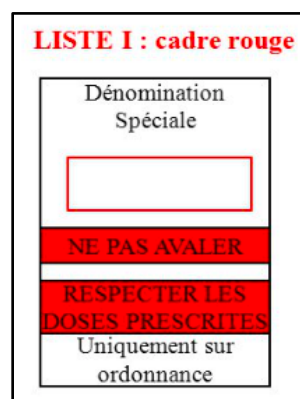 LISTE I : cadre rouge
Dénomination
Spéciale
NE PAS AVALER
RESPECTER LES
DOSES PRESCRITES
Uniquement sur
ordonnance